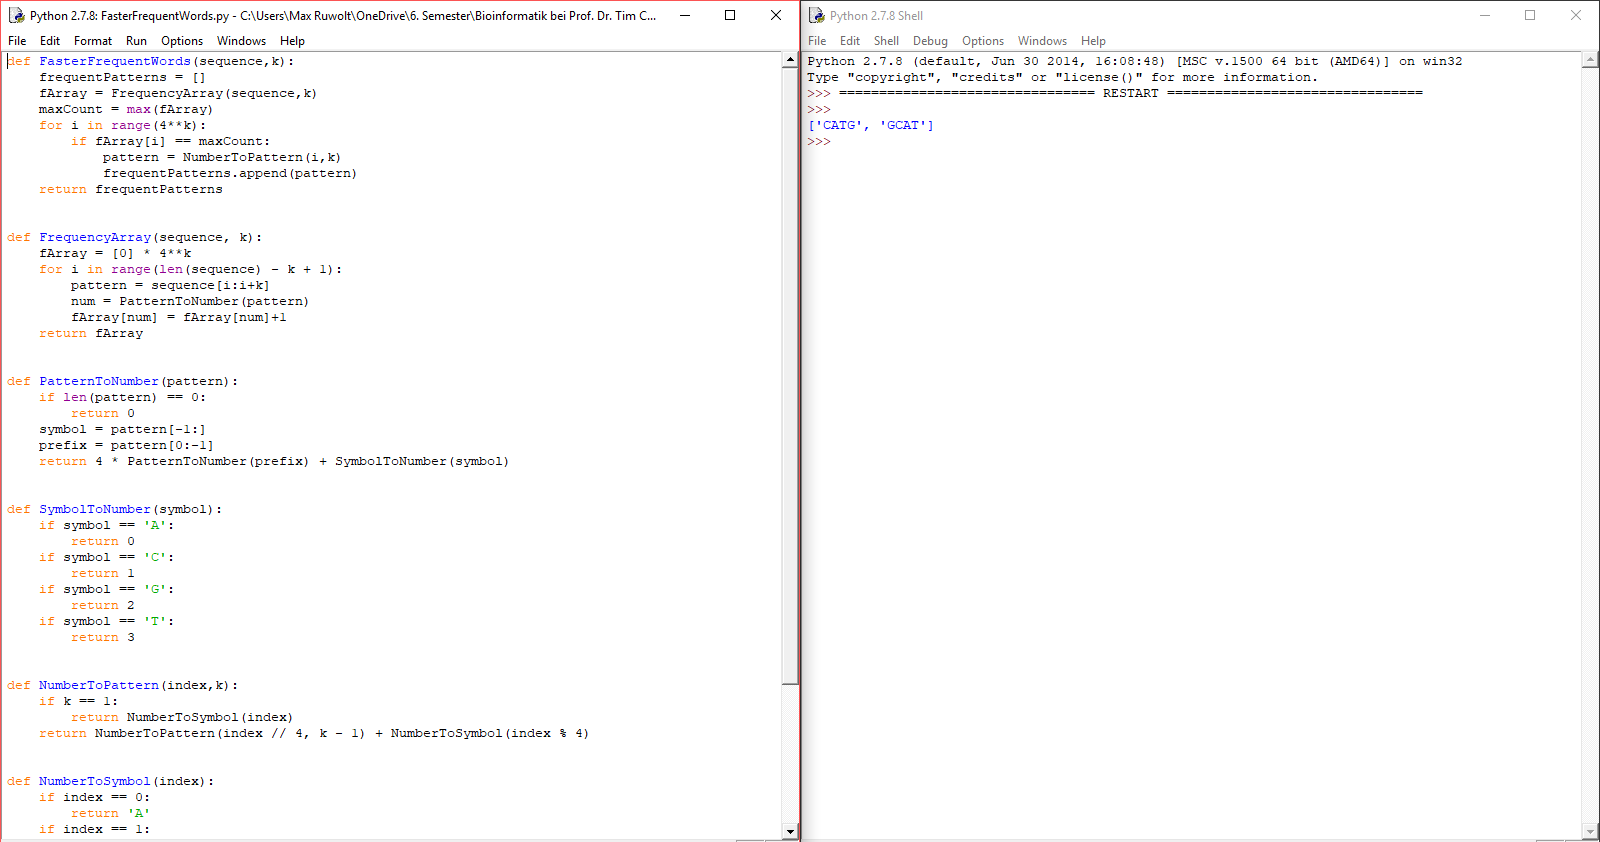 Python 2.7.8: FasterFrequentWords.py - C:\Users\Max Ruwolt\OneDrive\6. Semester\Bioinformatik bei Prof. Dr. Tim C...
File Edit Format Run Options Windows Help
def FasterFrequentWords(sequence,k):
    frequentPatterns = []
    fArray = FrequencyArray(sequence,k)
    maxCount = max(fArray)
    for i in range(4**k):
        if fArray[i] == maxCount:
            pattern = NumberToPattern(i,k)
            frequentPatterns.append(pattern)
    return frequentPatterns
def FrequencyArray(sequence, k):
    fArray = [0] * 4**k
    for i in range(len(sequence) - k + 1):
        pattern = sequence[i:i+k]
        num = PatternToNumber(pattern)
        fArray[num] = fArray[num]+1
    return fArray
def PatternToNumber(pattern):
    if len(pattern) == 0:
        return 0
    symbol = pattern[-1:]
    prefix = pattern[0:-1]
    return 4 * PatternToNumber(prefix) + SymbolToNumber(symbol)
def SymbolToNumber(symbol):
    if symbol == 'A':
        return 0
    if symbol == 'C':
        return 1
    if symbol == 'G':
        return 2
    if symbol == 'T':
        return 3
def NumberToPattern(index,k):
    if k == 1:
        return NumberToSymbol(index)
    return NumberToPattern(index // 4, k - 1) + NumberToSymbol(index % 4)
def NumberToSymbol(index):
    if index == 0:
        return 'A'
    if index == 1:
Python 2.7.8 Shell
File Edit Shell Debug Options Windows Help
Python 2.7.8 (default, Jun 30 2014, 16:08:48) [MSC v.1500 64 bit (AMD64)] on win32
Type "copyright", "credits" or "license()" for more information.
>>> ================================ RESTART ================================
>>>
['CATG', 'GCAT']
>>>